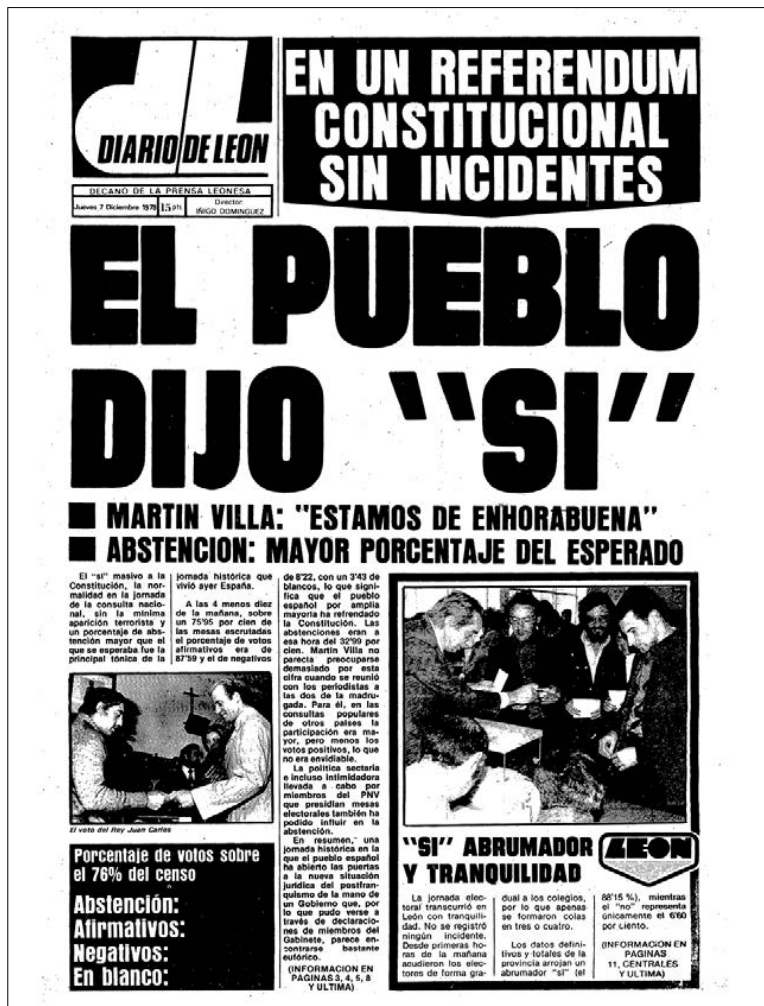 DIARIO DE LEON
DECANO DE LA PRENSA LEONESA
Jueves, 7 Diciembre 1978
15 pts.
Director:
IÑIGO DOMINGUEZ
EN UN REFERENDUM
CONSTITUCIONAL
SIN INCIDENTES
EL PUEBLO
DIJO "SI"
MARTIN VILLA: "ESTAMOS DE ENHORABUENA"
ABSTENCION: MAYOR PORCENTAJE DEL ESPERADO
El "sí" masivo a la
Constitución, la nor-
malidad en la jornada
de la consulta nacio-
nal, sin la mínima
aparición terrorista y
un porcentaje de abs-
tención mayor que el
que se esperaba fue la
principal tónica de la
jornada histórica que
vivió ayer España.
A las 4 menos diez
de la mañana, sobre
un 75'95 por cien de
las mesas escrutadas
el porcentaje de votos
afirmativos era de
87'59 y el de negativos
de 8'22, con un 3'43 de
blancos, lo que signi-
fica que el pueblo
español por amplia
mayoría ha refrendado
la Constitución. Las
abstenciones eran a
esa hora del 32'99 por
cien. Martín Villa no
parecía preocuparse
demasiado por esta
cifra cuando se reunió
con los periodistas a
las dos de la madru-
gada. Para él, en las
consultas populares
de otros países la
participación era ma-
yor, pero menos los
votos positivos, lo que
no era envidiable.
La política sectaria
e incluso intimidadora
llevada a cabo por
miembros del PNV
que presidían mesas
electorales también ha
podido influir en la
abstención.
En resumen, una
jornada histórica en la
que el pueblo español
ha abierto las puertas
a la nueva situación
jurídica del postfran-
quismo de la mano de
un Gobierno que, por
lo que pudo verse a
través de declaracio-
nes de miembros del
Gabinete, parece en-
contrarse bastante
eufórico.
(INFORMACION EN
PAGINAS 3, 4, 5, 8
Y ULTIMA)
El voto del Rey Juan Carlos
Porcentaje de votos sobre
el 76% del censo
Abstención:
Afirmativos:
Negativos:
En blanco:
"SI" ABRUMADOR
Y TRANQUILIDAD
LEON
La jornada elec-
toral transcurrió en
León con tranquili-
dad. No se registró
ningún incidente.
Desde primeras horas
de la mañana
acudieron los elec-
tores de forma gra-
dual a los colegios,
por lo que apenas
se formaron colas
en tres o cuatro.
Los datos defini-
tivos y totales de la
provincia arrojan un
abrumador "sí" (el
88'15 %), mientras
el "no" representa
únicamente el 6'60
por ciento.
(INFORMACION EN
PAGINAS
11, CENTRALES
Y ULTIMA)